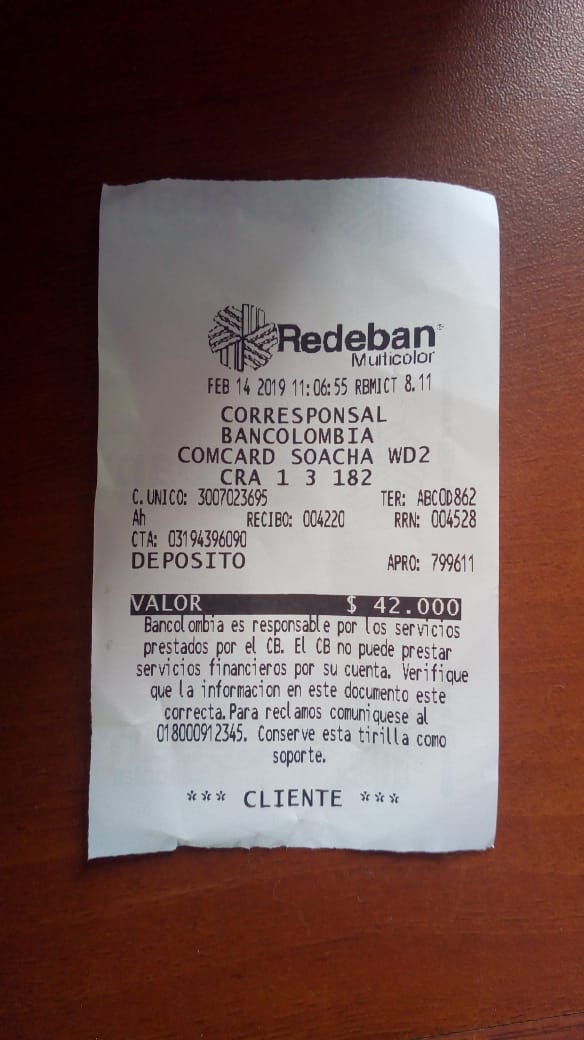 Redeban
Multicolor
FEB 14 2019 11:06:55 RBMICT 8.11
CORRESPONSAL
BANCOLOMBIA
COMCARD SOACHA WD2
CRA 1 3 182
C.UNICO: 3007023695 TER: ABCOD862
Ah RECIBO: 004220 RRN: 004528
CTA: 03194396090
DEPOSITO APRO: 799611
VALOR $ 42.000
Bancolombia es responsable por los servicios
prestados por el CB. El CB no puede prestar
servicios financieros por su cuenta. Verifique
que la informacion en este documento este
correcta.Para reclamos comuniquese al
018000912345. Conserve esta tirilla como
soporte.
*** CLIENTE ***